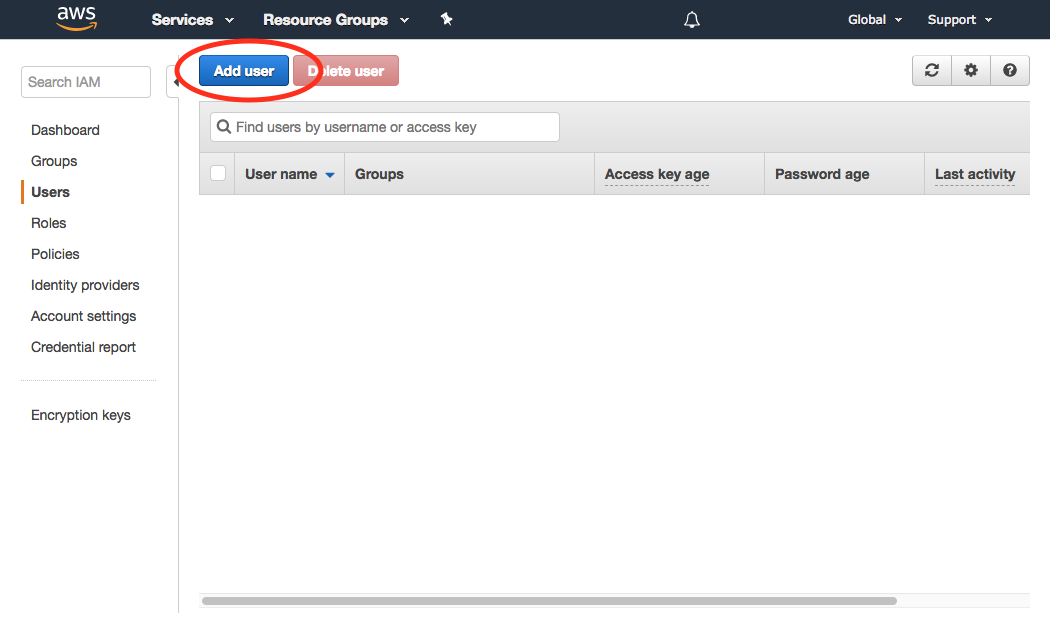 aws Services Resource Groups Global Support
Search IAM
Dashboard
Groups
Users
Roles
Policies
Identity providers
Account settings
Credential report
Encryption keys
Add user Delete user
Find users by username or access key
User name Groups Access key age Password age Last activity